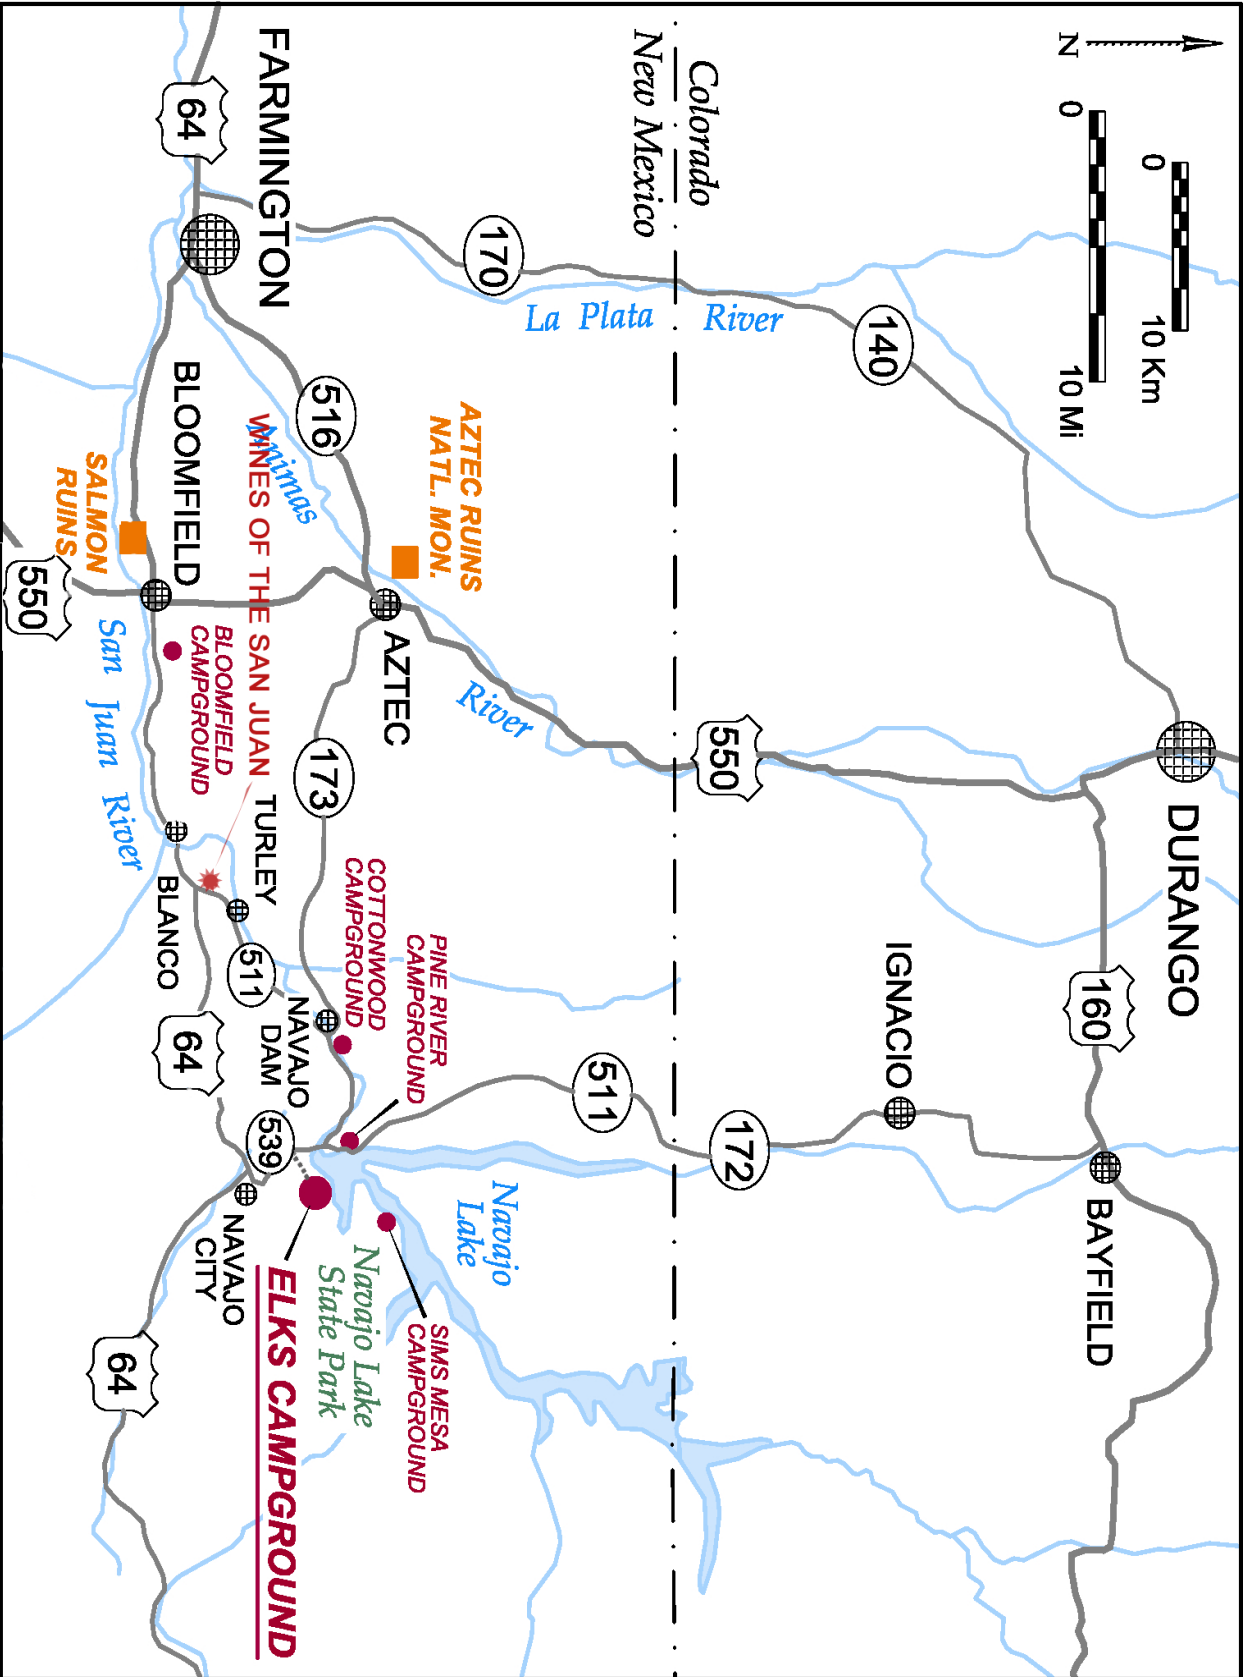 N
0
10 Km
0
10 Mi
Colorado
New Mexico
FARMINGTON
64
170
La Plata River
140
DURANGO
516
AZTEC RUINS
NATL. MON.
Animas
River
AZTEC
550
160
IGNACIO
BAYFIELD
172
511
BLOOMFIELD
SALMON
RUINS
550
San Juan River
BLOOMFIELD
CAMPGROUND
WINES OF THE SAN JUAN
173
TURLEY
BLANCO
511
COTTONWOOD
CAMPGROUND
PINE RIVER
CAMPGROUND
NAVAJO
DAM
64
539
Navajo
Lake
NAVAJO
CITY
Navajo Lake
State Park
SIMS MESA
CAMPGROUND
ELKS CAMPGROUND
64